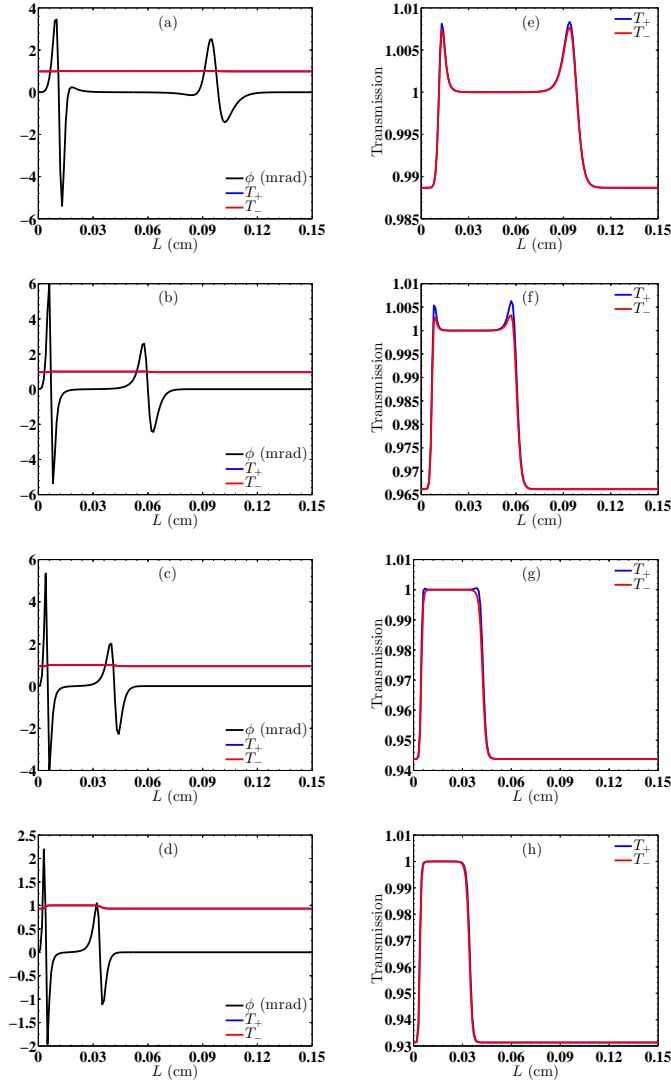 (a)
6
4
2
0
−2
−4
−6
ϕ (mrad)
T₊
T₋
0 0.03 0.06 0.09 0.12 0.15
L (cm)
(e)
T₊
T₋
Transmission
1.01
1.005
1
0.995
0.99
0.985
0 0.03 0.06 0.09 0.12 0.15
L (cm)
(b)
6
4
2
0
−2
−4
−6
ϕ (mrad)
T₊
T₋
0 0.03 0.06 0.09 0.12 0.15
L (cm)
(f)
T₊
T₋
Transmission
1.01
1.005
1
0.995
0.99
0.985
0.98
0.975
0.97
0.965
0 0.03 0.06 0.09 0.12 0.15
L (cm)
(c)
6
4
2
0
−2
−4
ϕ (mrad)
T₊
T₋
0 0.03 0.06 0.09 0.12 0.15
L (cm)
(g)
T₊
T₋
Transmission
1.01
1
0.99
0.98
0.97
0.96
0.95
0.94
0 0.03 0.06 0.09 0.12 0.15
L (cm)
(d)
2.5
2
1.5
1
0.5
0
−0.5
−1
−1.5
−2
ϕ (mrad)
T₊
T₋
0 0.03 0.06 0.09 0.12 0.15
L (cm)
(h)
T₊
T₋
Transmission
1.01
1
0.99
0.98
0.97
0.96
0.95
0.94
0.93
0 0.03 0.06 0.09 0.12 0.15
L (cm)